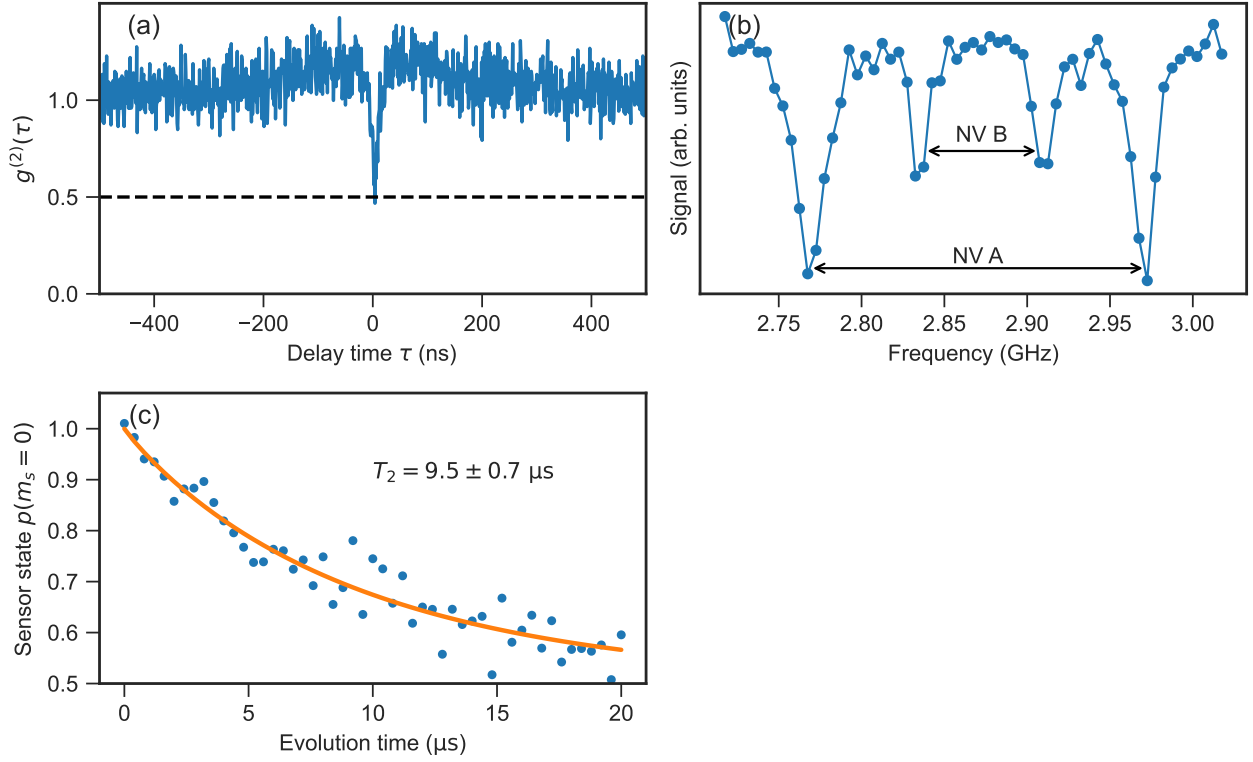 (a)
g⁽²⁾(τ)
1.0
0.5
0.0
−400 −200 0 200 400
Delay time τ (ns)
(b)
Signal (arb. units)
NV B
NV A
2.75 2.80 2.85 2.90 2.95 3.00
Frequency (GHz)
(c)
Sensor state p(mₛ = 0)
1.0
0.9
0.8
0.7
0.6
0.5
T₂ = 9.5 ± 0.7 μs
0 5 10 15 20
Evolution time (μs)